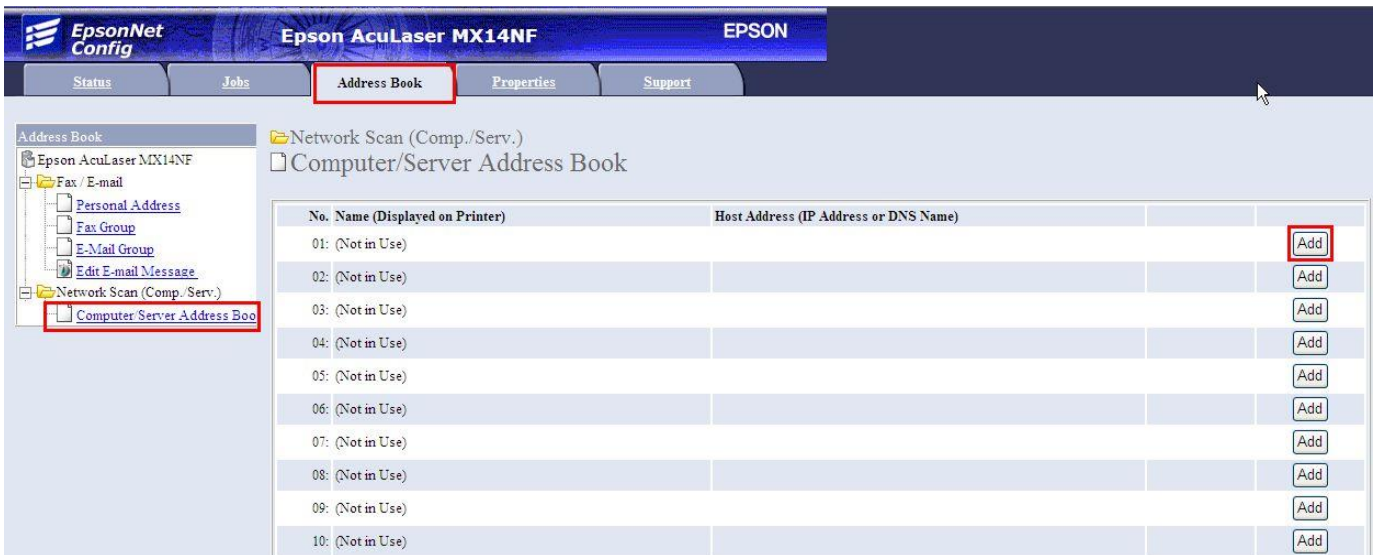 EpsonNet
Config
Epson AcuLaser MX14NF
EPSON
Status Jobs Address Book Properties Support
Address Book
Epson AcuLaser MX14NF
Fax / E-mail
Personal Address
Fax Group
E-Mail Group
Edit E-mail Message
Network Scan (Comp./Serv.)
Computer/Server Address Boo
Network Scan (Comp./Serv.)
Computer/Server Address Book
No. Name (Displayed on Printer) Host Address (IP Address or DNS Name)
01: (Not in Use) Add
02: (Not in Use) Add
03: (Not in Use) Add
04: (Not in Use) Add
05: (Not in Use) Add
06: (Not in Use) Add
07: (Not in Use) Add
08: (Not in Use) Add
09: (Not in Use) Add
10: (Not in Use) Add